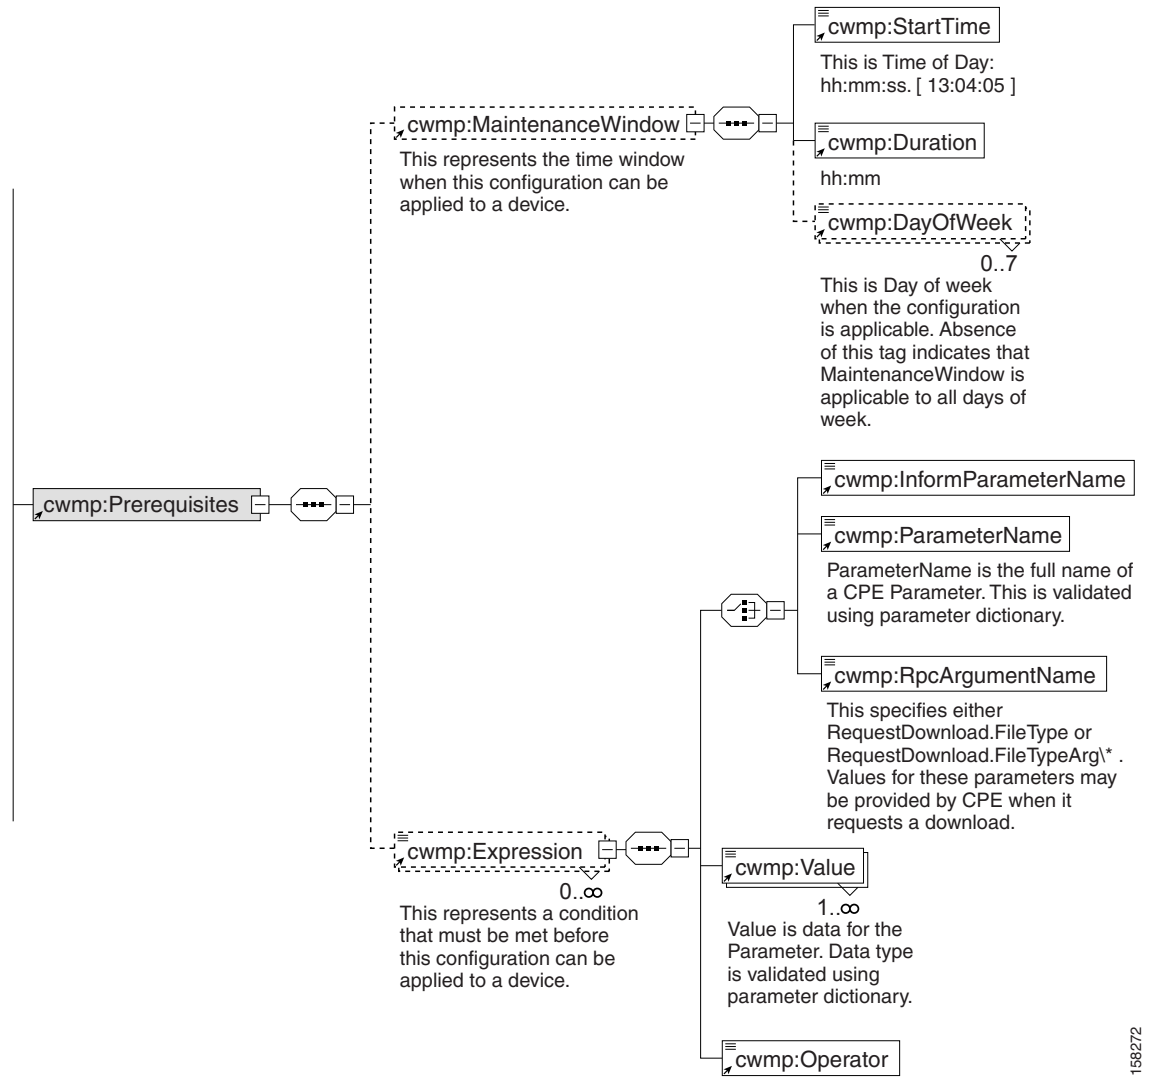 cwmp:StartTime
This is Time of Day:
hh:mm:ss. [ 13:04:05 ]
cwmp:MaintenanceWindow
This represents the time window
when this configuration can be
applied to a device.
cwmp:Duration
hh:mm
cwmp:DayOfWeek
0..7
This is Day of week
when the configuration
is applicable. Absence
of this tag indicates that
MaintenanceWindow is
applicable to all days of
week.
cwmp:Prerequisites
cwmp:InformParameterName
cwmp:ParameterName
ParameterName is the full name of
a CPE Parameter. This is validated
using parameter dictionary.
cwmp:RpcArgumentName
This specifies either
RequestDownload.FileType or
RequestDownload.FileTypeArg\* .
Values for these parameters may
be provided by CPE when it
requests a download.
cwmp:Expression
0..∞
This represents a condition
that must be met before
this configuration can be
applied to a device.
cwmp:Value
1..∞
Value is data for the
Parameter. Data type
is validated using
parameter dictionary.
cwmp:Operator
158272